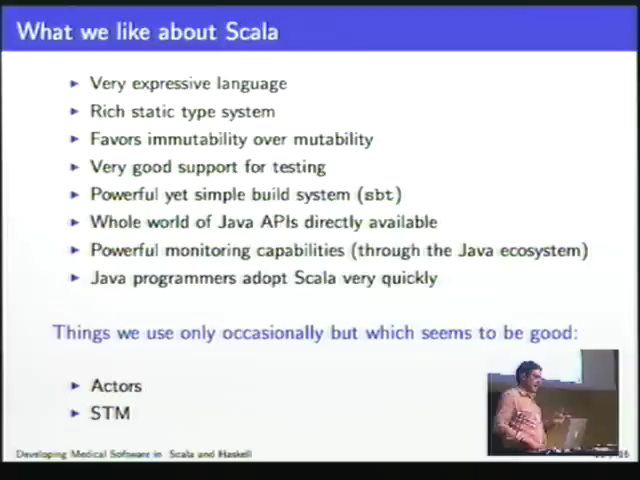 What we like about Scala
Very expressive language
Rich static type system
Favors immutability over mutability
Very good support for testing
Powerful yet simple build system (sbt)
Whole world of Java APIs directly available
Powerful monitoring capabilities (through the Java ecosystem)
Java programmers adopt Scala very quickly
Things we use only occasionally but which seems to be good:
Actors
STM
Developing Medical Software in Scala and Haskell